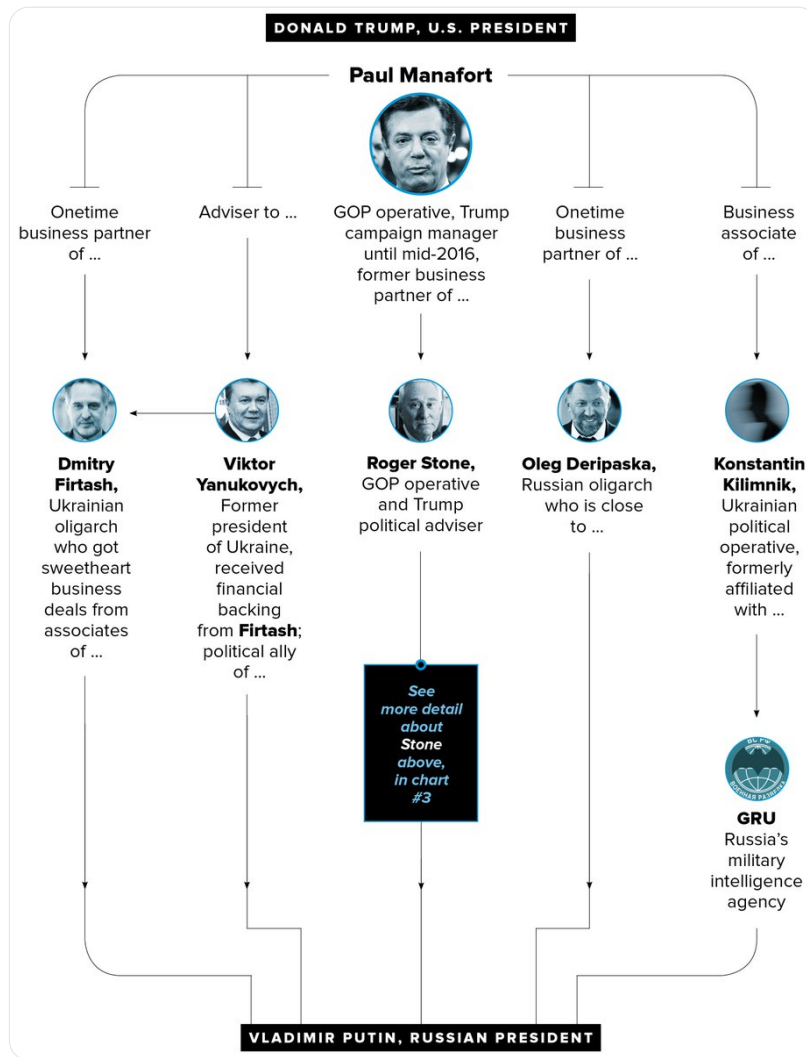 DONALD TRUMP, U.S. PRESIDENT
Paul Manafort
Onetime
business partner
of ...
Adviser to ...
GOP operative, Trump
campaign manager
until mid-2016,
former business
partner of ...
Onetime
business
partner of ...
Business
associate
of ...
Dmitry
Firtash,
Ukrainian
oligarch
who got
sweetheart
business
deals from
associates
of ...
Viktor
Yanukovych,
Former
president
of Ukraine,
received
financial
backing
from Firtash;
political ally
of ...
Roger Stone,
GOP operative
and Trump
political adviser
See
more detail
about
Stone
above,
in chart
#3
Oleg Deripaska,
Russian oligarch
who is close
to ...
Konstantin
Kilimnik,
Ukrainian
political
operative,
formerly
affiliated
with ...
ВС РФ
ВОЕННАЯ РАЗВЕДКА
GRU
Russia's
military
intelligence
agency
VLADIMIR PUTIN, RUSSIAN PRESIDENT